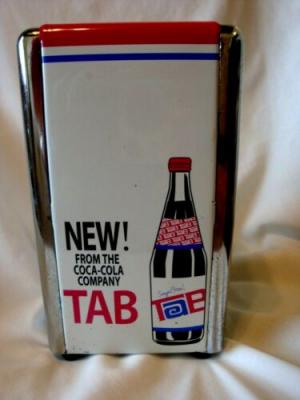 NEW!
FROM THE
COCA-COLA
COMPANY
TAB
TaB